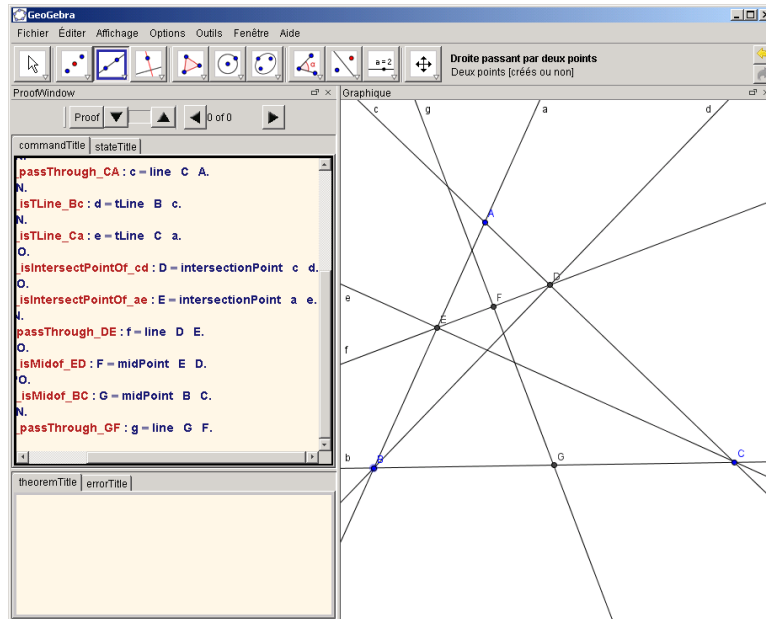 GeoGebra
Fichier Éditer Affichage Options Outils Fenêtre Aide
a = 2
Droite passant par deux points
Deux points [créés ou non]
ProofWindow
Proof
0 of 0
commandTitle stateTitle
_passThrough_CA : c = line C A.
N.
_isTLine_Bc : d = tLine B c.
N.
_isTLine_Ca : e = tLine C a.
O.
_isIntersectPointOf_cd : D = intersectionPoint c d.
O.
_isIntersectPointOf_ae : E = intersectionPoint a e.
N.
_passThrough_DE : f = line D E.
O.
_isMidof_ED : F = midPoint E D.
O.
_isMidof_BC : G = midPoint B C.
N.
_passThrough_GF : g = line G F.
theoremTitle errorTitle
Graphique
c g a d
A
D
e
F
E
f
b
B
G
C